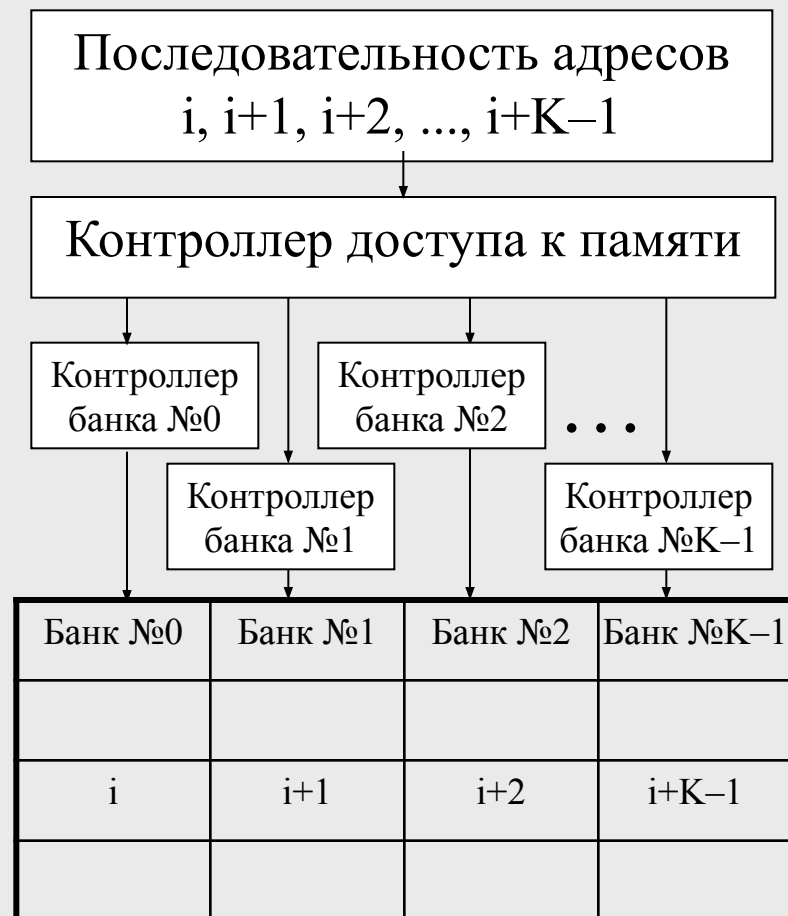 Последовательность адресов
i, i+1, i+2, ..., i+K–1
Контроллер доступа к памяти
Контроллер
банка №0
Контроллер
банка №2
. . .
Контроллер
банка №1
Контроллер
банка №K–1
Банк №0 Банк №1 Банк №2 Банк №K–1
i i+1 i+2 i+K–1